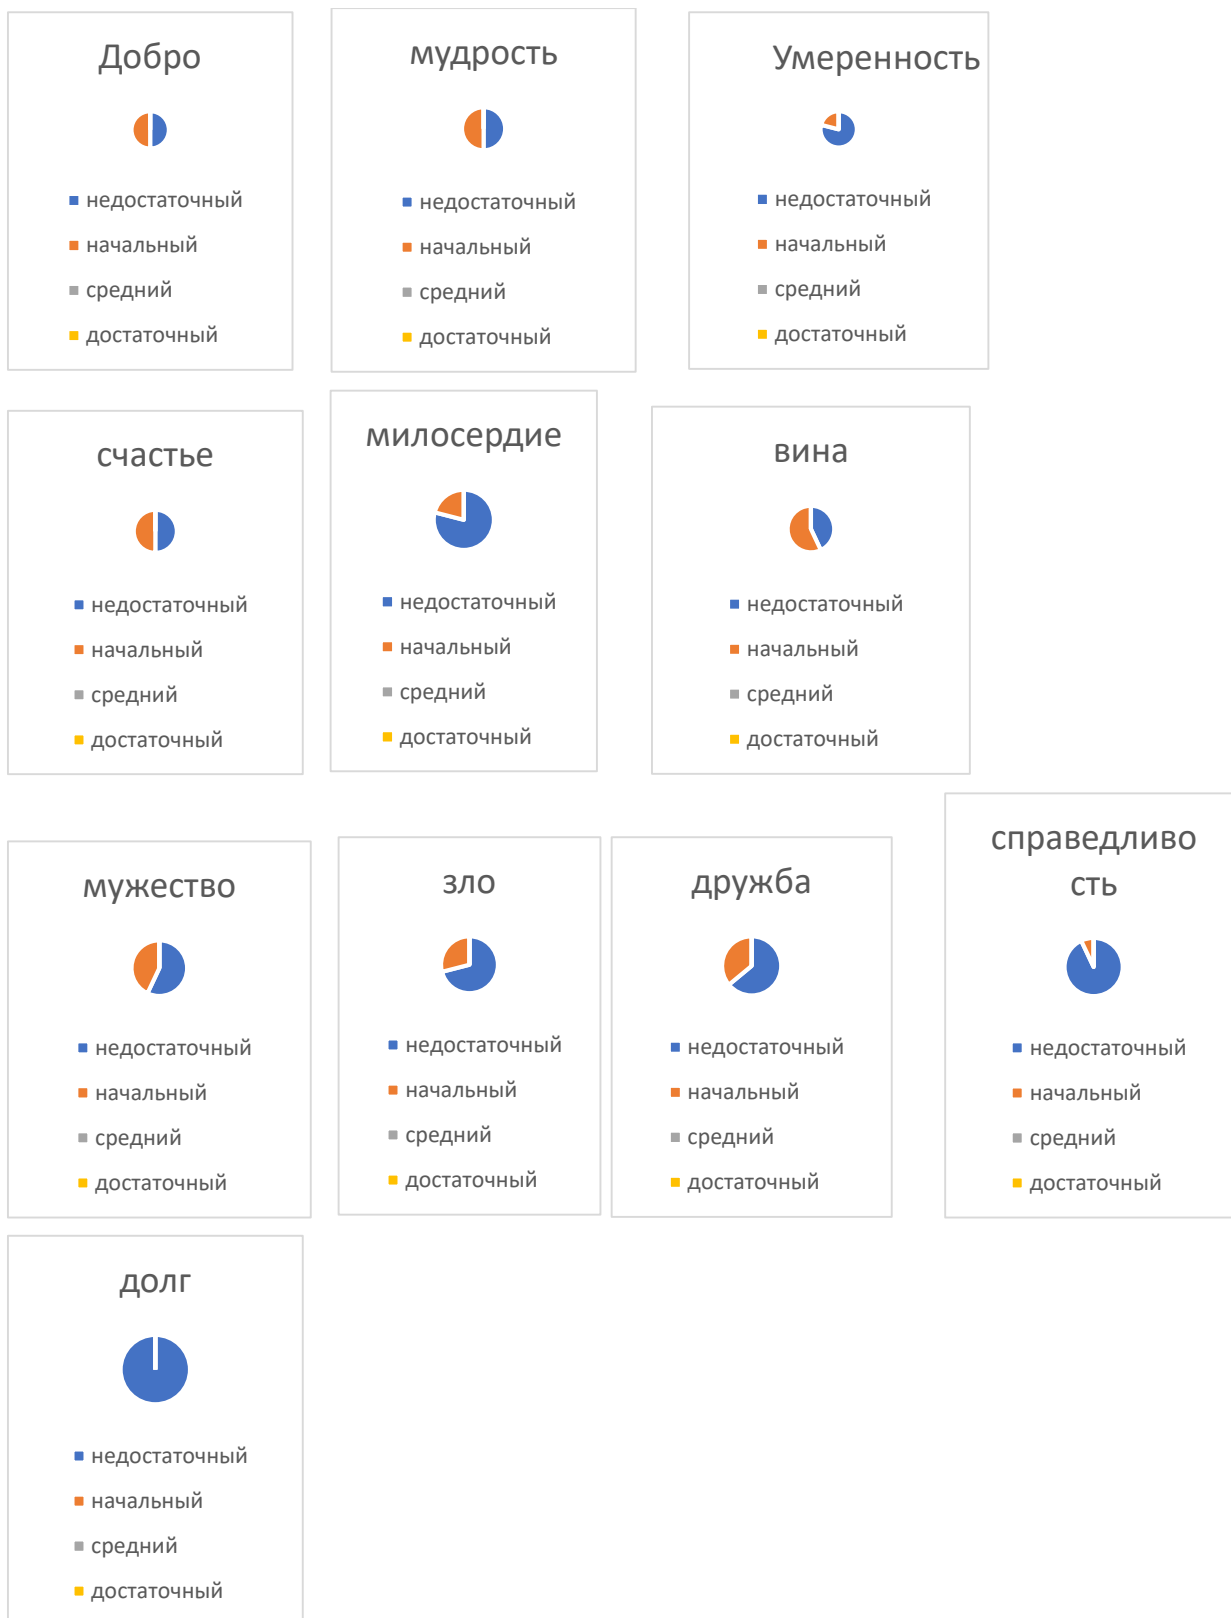 Добро
недостаточный
начальный
средний
достаточный
мудрость
недостаточный
начальный
средний
достаточный
Умеренность
недостаточный
начальный
средний
достаточный
счастье
недостаточный
начальный
средний
достаточный
милосердие
недостаточный
начальный
средний
достаточный
вина
недостаточный
начальный
средний
достаточный
мужество
недостаточный
начальный
средний
достаточный
зло
недостаточный
начальный
средний
достаточный
дружба
недостаточный
начальный
средний
достаточный
справедливо
сть
недостаточный
начальный
средний
достаточный
долг
недостаточный
начальный
средний
достаточный